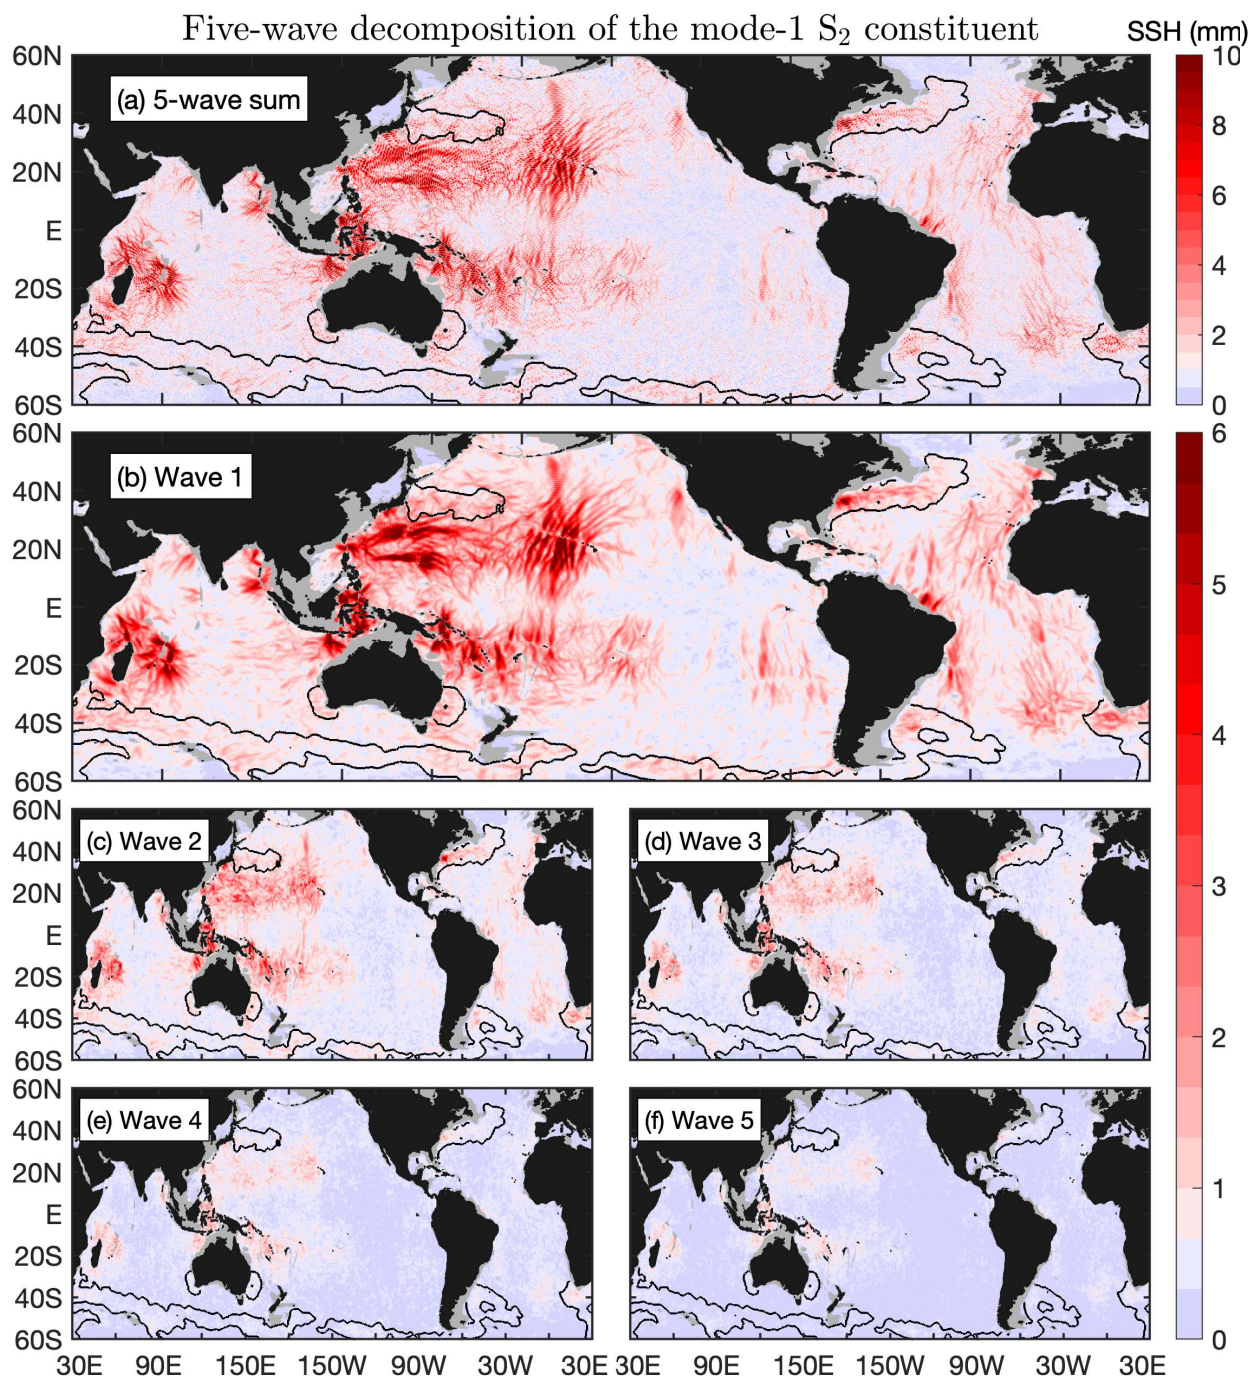 Five-wave decomposition of the mode-1 S₂ constituent
SSH (mm)
60N
40N
20N
E
20S
40S
60S
(a) 5-wave sum
10
8
6
4
2
0
60N
40N
20N
E
20S
40S
60S
(b) Wave 1
6
5
4
3
2
1
0
60N
40N
20N
E
20S
40S
60S
(c) Wave 2
(d) Wave 3
60N
40N
20N
E
20S
40S
60S
(e) Wave 4
(f) Wave 5
30E 90E 150E 150W 90W 30W 30E 30E 90E 150E 150W 90W 30W 30E